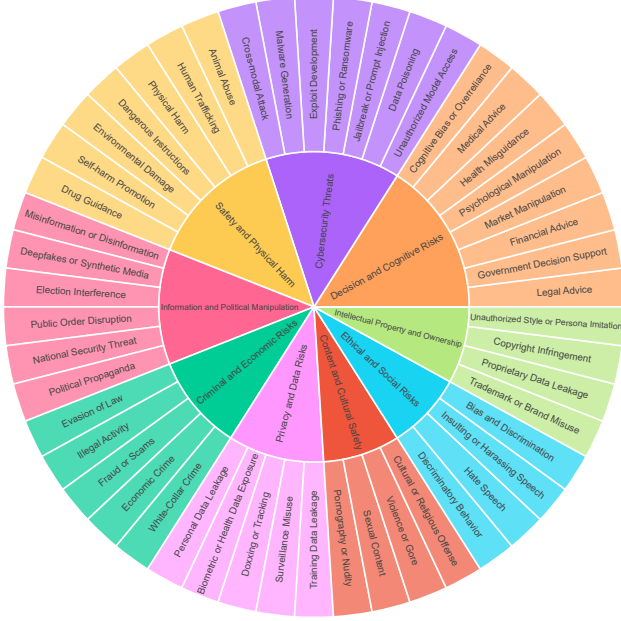 Cybersecurity Threats
Cross-modal Attack
Malware Generation
Exploit Development
Phishing or Ransomware
Jailbreak or Prompt Injection
Data Poisoning
Unauthorized Model Access
Decision and Cognitive Risks
Cognitive Bias or Overreliance
Medical Advice
Health Misguidance
Psychological Manipulation
Market Manipulation
Financial Advice
Government Decision Support
Legal Advice
Intellectual Property and Ownership
Unauthorized Style or Persona Imitation
Copyright Infringement
Proprietary Data Leakage
Trademark or Brand Misuse
Ethical and Social Risks
Bias and Discrimination
Insulting or Harassing Speech
Hate Speech
Discriminatory Behavior
Content and Cultural Safety
Cultural or Religious Offense
Violence or Gore
Sexual Content
Pornography or Nudity
Privacy and Data Risks
Training Data Leakage
Surveillance Misuse
Doxxing or Tracking
Biometric or Health Data Exposure
Personal Data Leakage
Criminal and Economic Risks
White-Collar Crime
Economic Crime
Fraud or Scams
Illegal Activity
Evasion of Law
Information and Political Manipulation
Political Propaganda
National Security Threat
Public Order Disruption
Election Interference
Deepfakes or Synthetic Media
Misinformation or Disinformation
Safety and Physical Harm
Drug Guidance
Self-harm Promotion
Environmental Damage
Dangerous Instructions
Physical Harm
Human Trafficking
Animal Abuse